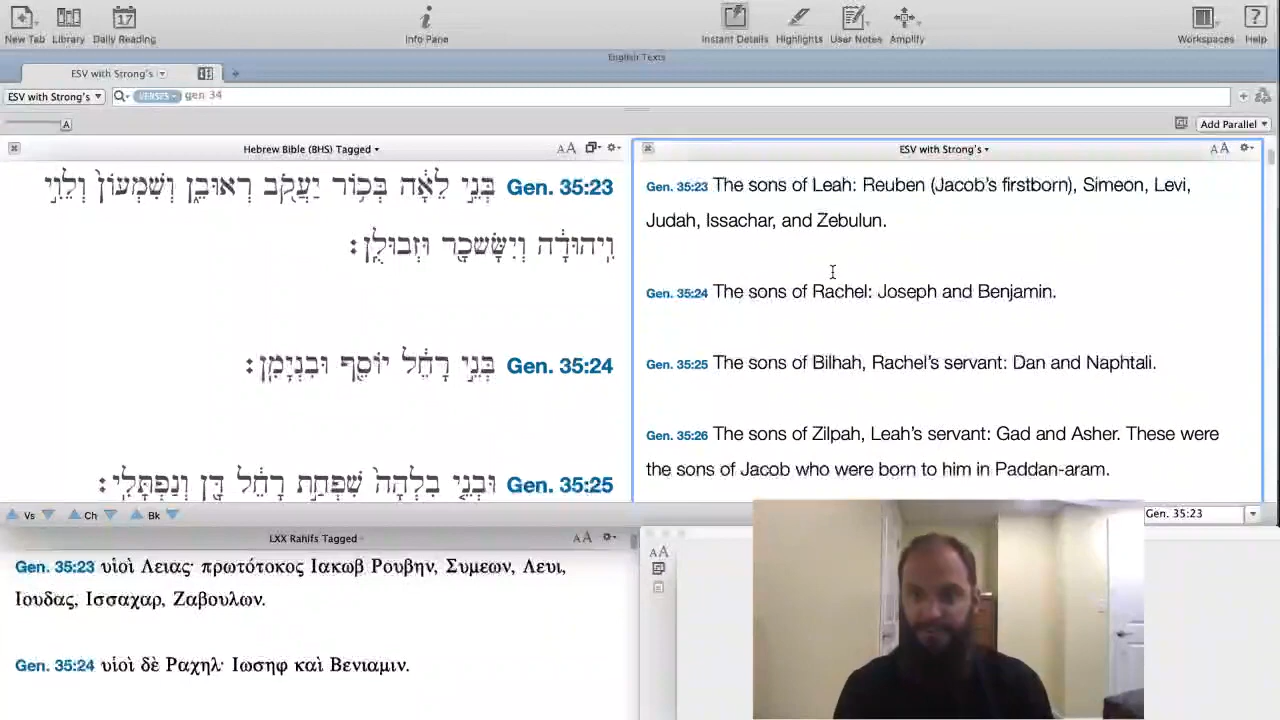 New Tab Library Daily Reading Info Pane Instant Details Highlights User Notes Amplify Workspaces Help
17
English Texts
ESV with Strong's
ESV with Strong's VERSES gen 34
A Add Parallel
Hebrew Bible (BHS) Tagged AA
Gen. 35:23 בְּנֵ֣י לֵאָ֔ה בְּכ֥וֹר יַעֲקֹ֖ב רְאוּבֵ֑ן וְשִׁמְעוֹן֙ וְלֵוִ֣י
וִֽיהוּדָ֔ה וְיִשָּׂשכָ֖ר וּזְבוּלֻֽן׃
Gen. 35:24 בְּנֵ֣י רָחֵ֔ל יוֹסֵ֖ף וּבִנְיָמִֽן׃
Gen. 35:25 וּבְנֵ֤י בִלְהָה֙ שִׁפְחַ֣ת רָחֵ֔ל דָּ֖ן וְנַפְתָּלִֽי׃
ESV with Strong's AA
Gen. 35:23 The sons of Leah: Reuben (Jacob's firstborn), Simeon, Levi,
Judah, Issachar, and Zebulun.
Gen. 35:24 The sons of Rachel: Joseph and Benjamin.
Gen. 35:25 The sons of Bilhah, Rachel's servant: Dan and Naphtali.
Gen. 35:26 The sons of Zilpah, Leah's servant: Gad and Asher. These were
the sons of Jacob who were born to him in Paddan-aram.
Vs Ch Bk
Gen. 35:23
LXX Rahlfs Tagged AA
Gen. 35:23 υἱοὶ Λειας· πρωτότοκος Ιακωβ Ρουβην, Συμεων, Λευι,
Ιουδας, Ισσαχαρ, Ζαβουλων.
Gen. 35:24 υἱοὶ δὲ Ραχηλ· Ιωσηφ καὶ Βενιαμιν.
AA